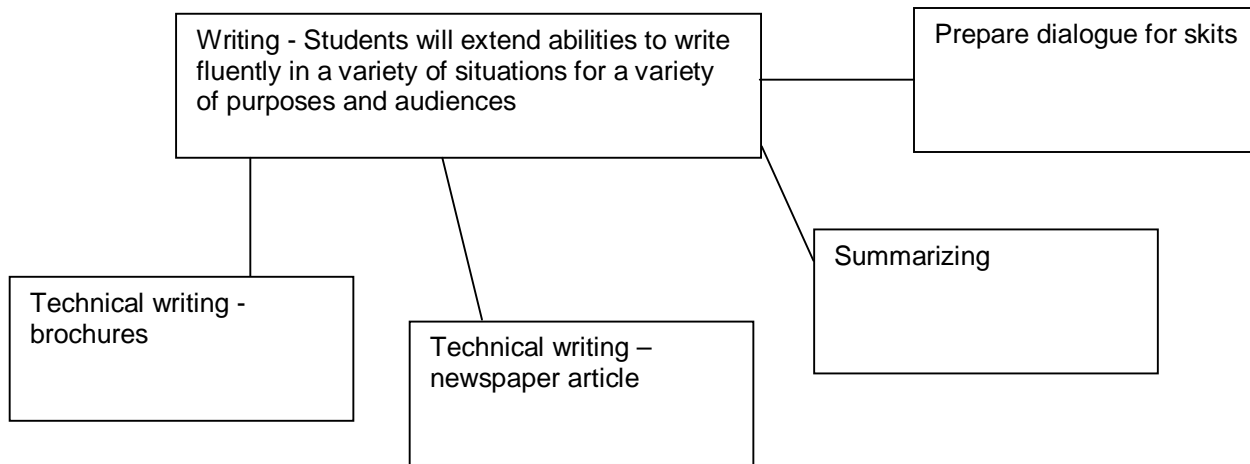 Writing - Students will extend abilities to write
fluently in a variety of situations for a variety
of purposes and audiences
Prepare dialogue for skits
Summarizing
Technical writing -
brochures
Technical writing –
newspaper article